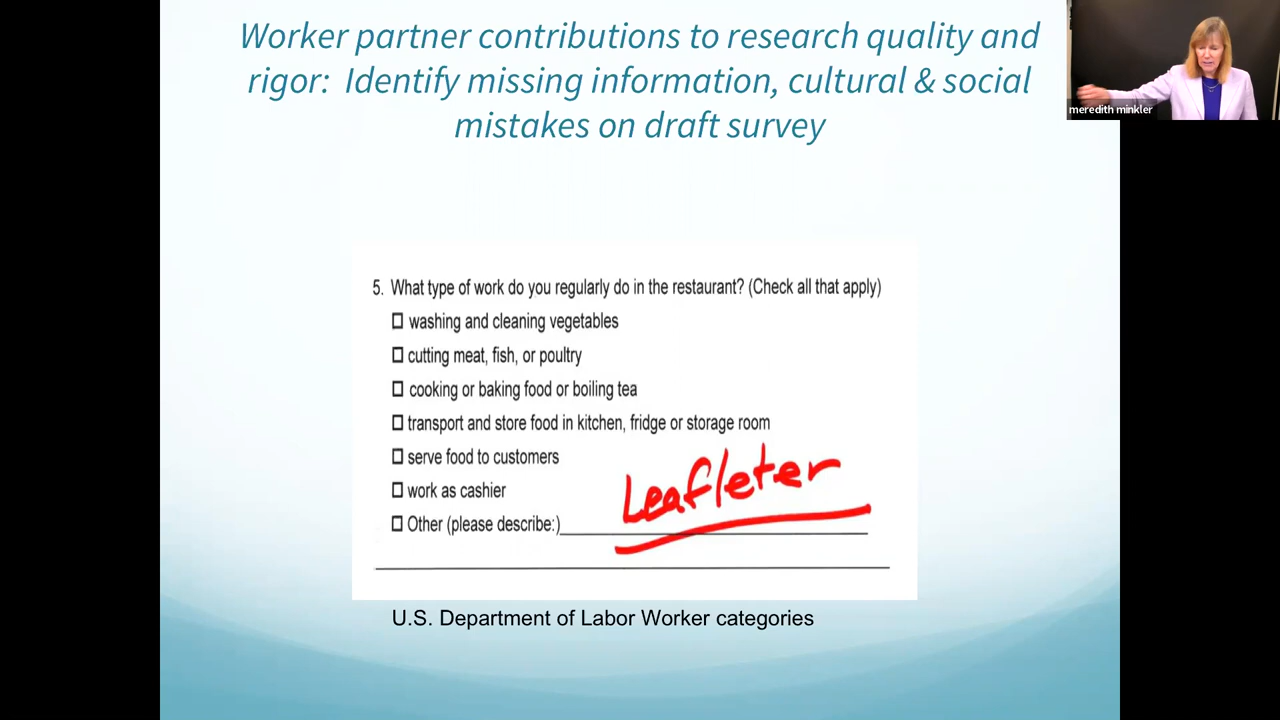 Worker partner contributions to research quality and
rigor: Identify missing information, cultural & social
mistakes on draft survey
meredith minkler
5. What type of work do you regularly do in the restaurant? (Check all that apply)
washing and cleaning vegetables
cutting meat, fish, or poultry
cooking or baking food or boiling tea
transport and store food in kitchen, fridge or storage room
serve food to customers
work as cashier
Other (please describe:)
Leafleter
U.S. Department of Labor Worker categories